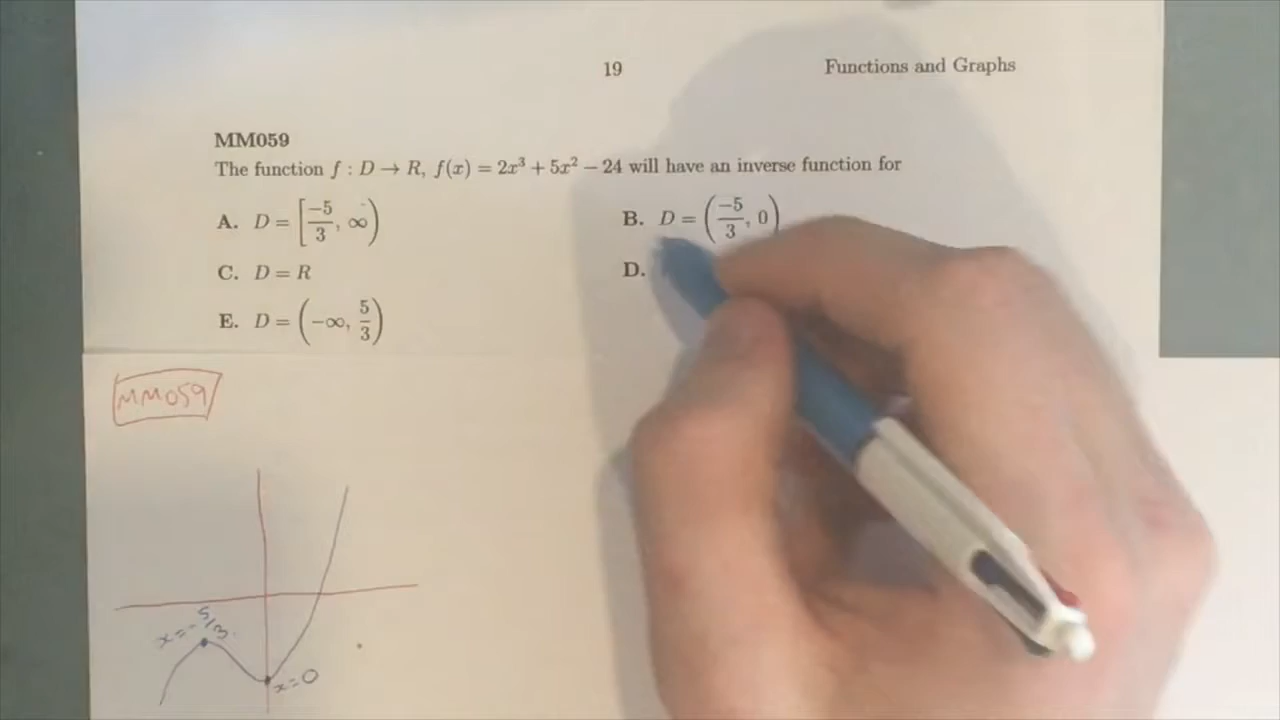 19 Functions and Graphs
MM059
The function f : D → R, f(x) = 2x³ + 5x² − 24 will have an inverse function for
A. D = [−5/3, ∞) B. D = (−5/3, 0)
C. D = R D.
E. D = (−∞, 5/3)
MM059
x = −5/3
x=0